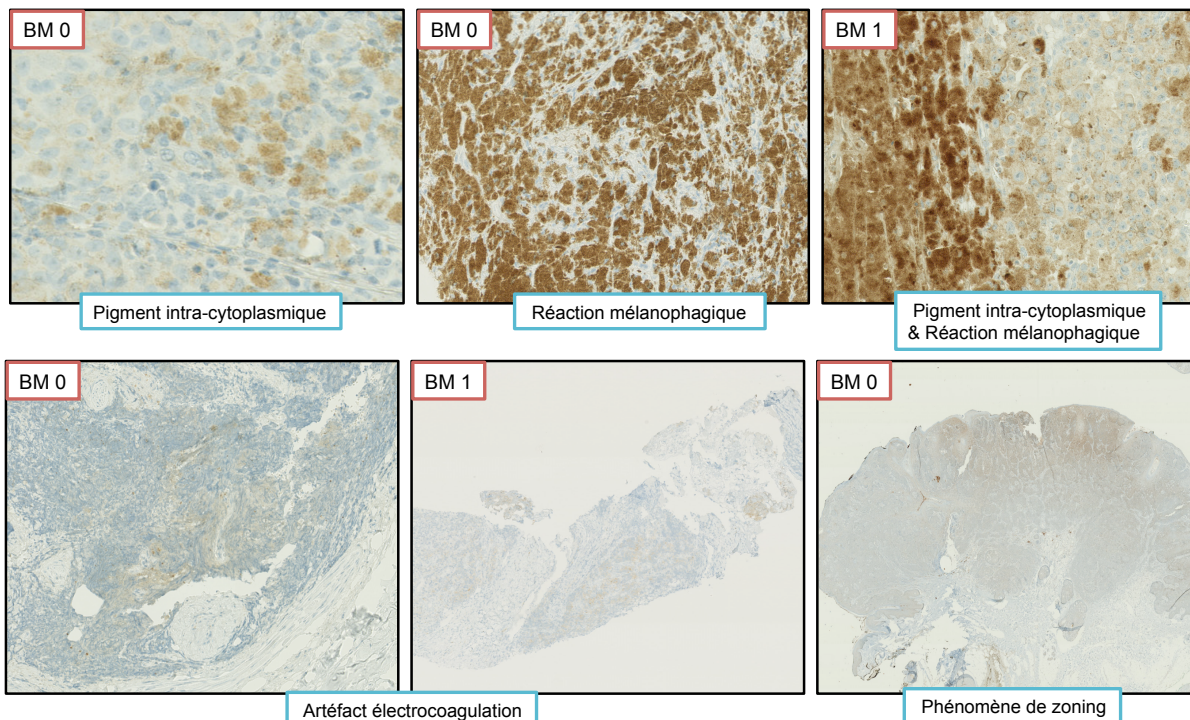 BM 0
BM 0
BM 1
Pigment intra-cytoplasmique
Réaction mélanophagique
Pigment intra-cytoplasmique
& Réaction mélanophagique
BM 0
BM 1
BM 0
Artéfact électrocoagulation
Phénomène de zoning